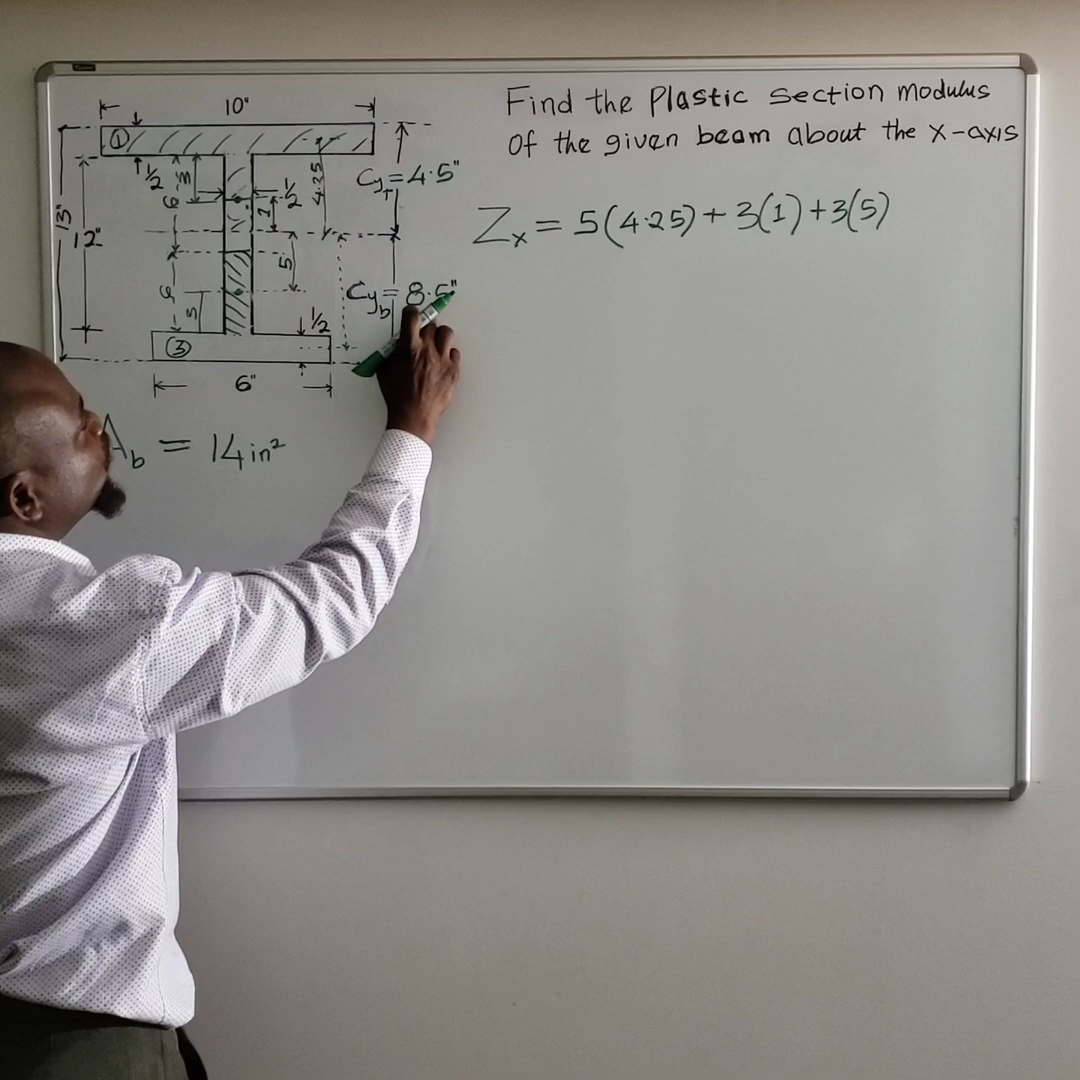 Find the Plastic section modulus
of the given beam about the x-axis
10"
①
1/2
6
3
1/2
1
4.25
Cy_T = 4.5"
Z_x = 5(4.25) + 3(1) + 3(5)
13"
12"
5
6
5
Cy_b = 8.5"
1/2
③
6"
A_b = 14 in²